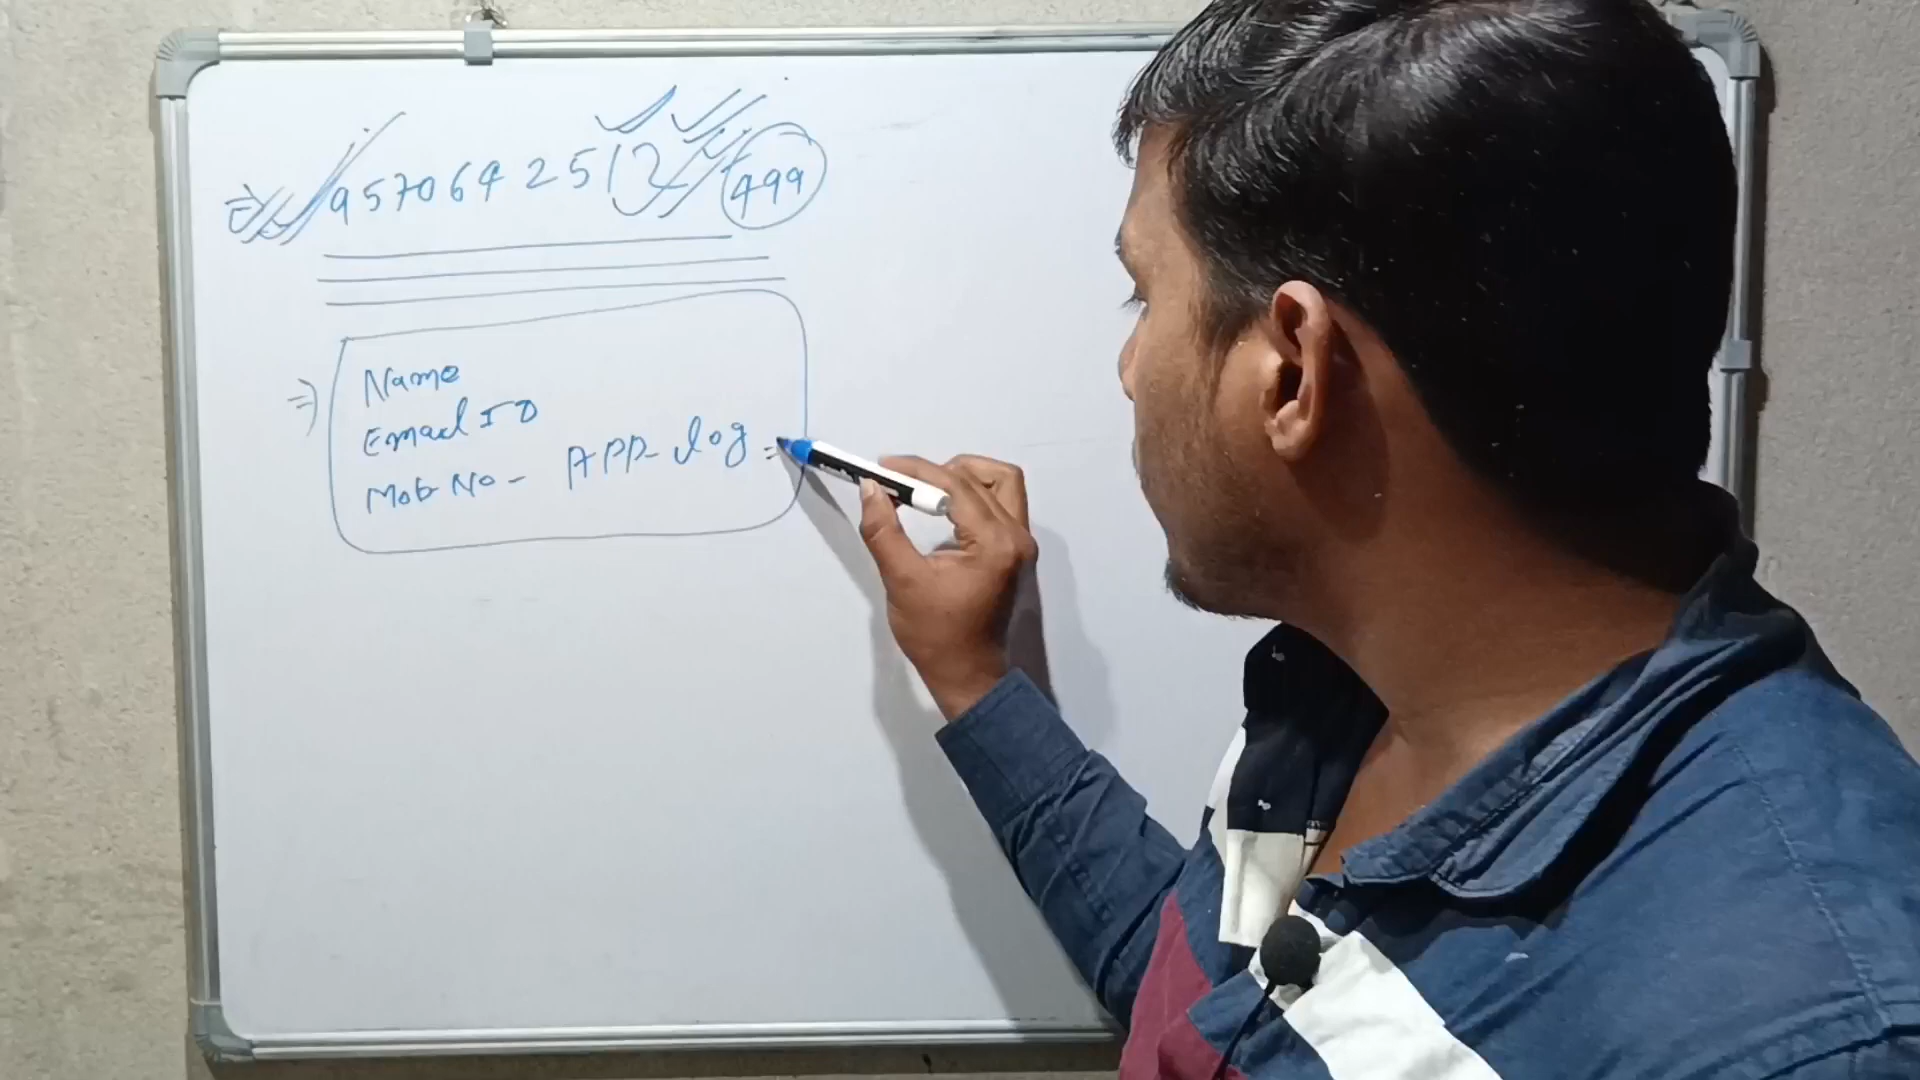 ⇒ 9570642512 499
⇒ Name
Email ID
Mob No - APP log =